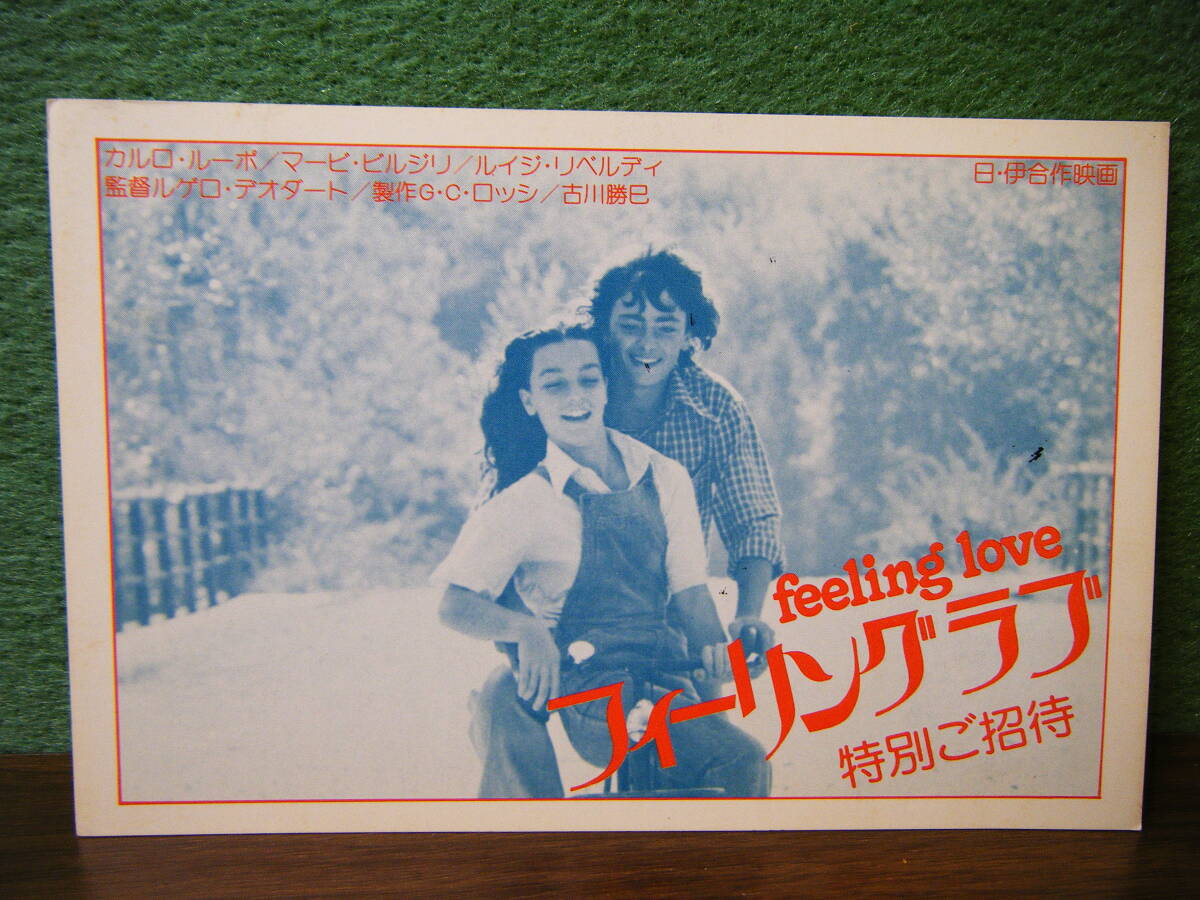 カルロ・ルーポ/マービ・ビルジリ/ルイジ・リベルディ
監督ルゲロ・デオダート/製作G・C・ロッシ/古川勝巳
日・伊合作映画
feeling love
フィーリングラブ
特別ご招待